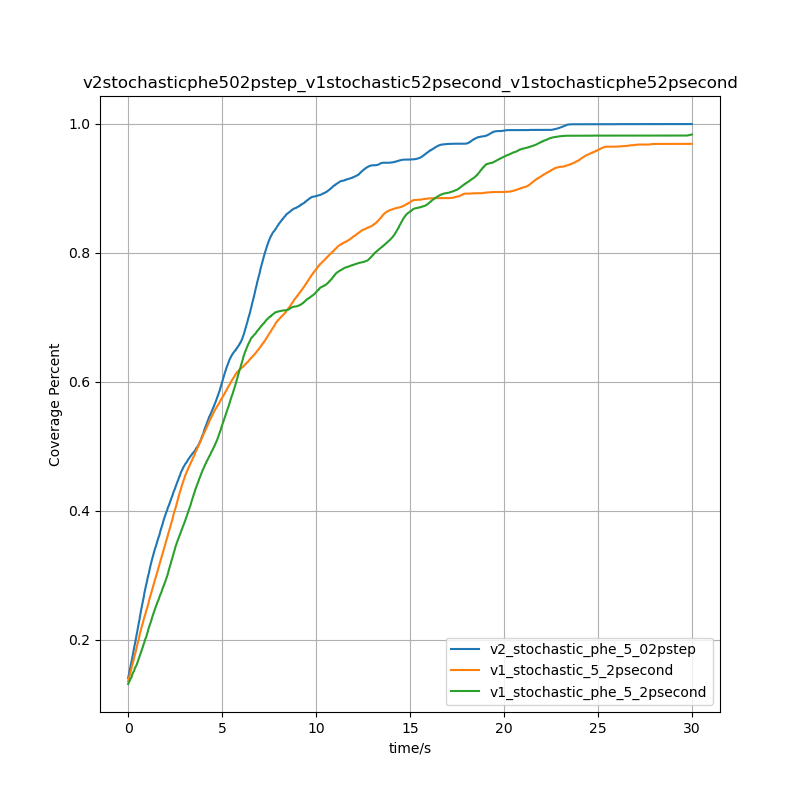 v2stochasticphe502pstep_v1stochastic52psecond_v1stochasticphe52psecond
1.0
0.8
0.6
0.4
0.2
Coverage Percent
0 5 10 15 20 25 30
time/s
v2_stochastic_phe_5_02pstep
v1_stochastic_5_2psecond
v1_stochastic_phe_5_2psecond